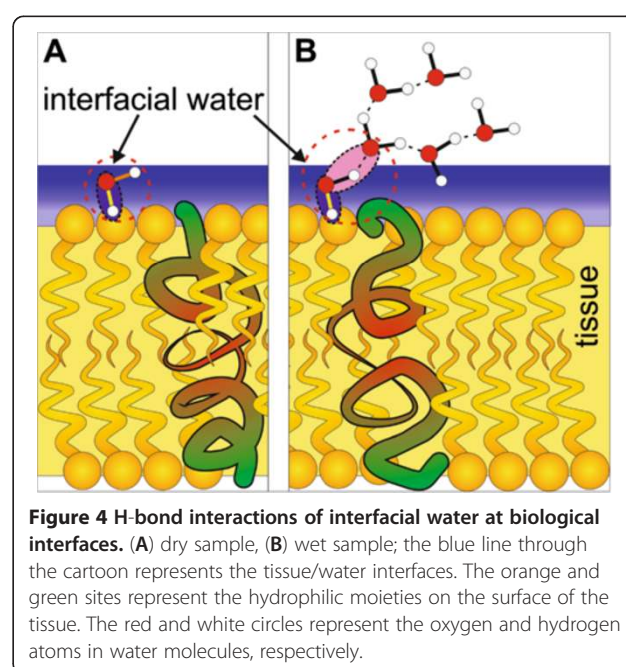 A
B
interfacial water
tissue
Figure 4 H-bond interactions of interfacial water at biological
interfaces. (A) dry sample, (B) wet sample; the blue line through
the cartoon represents the tissue/water interfaces. The orange and
green sites represent the hydrophilic moieties on the surface of the
tissue. The red and white circles represent the oxygen and hydrogen
atoms in water molecules, respectively.